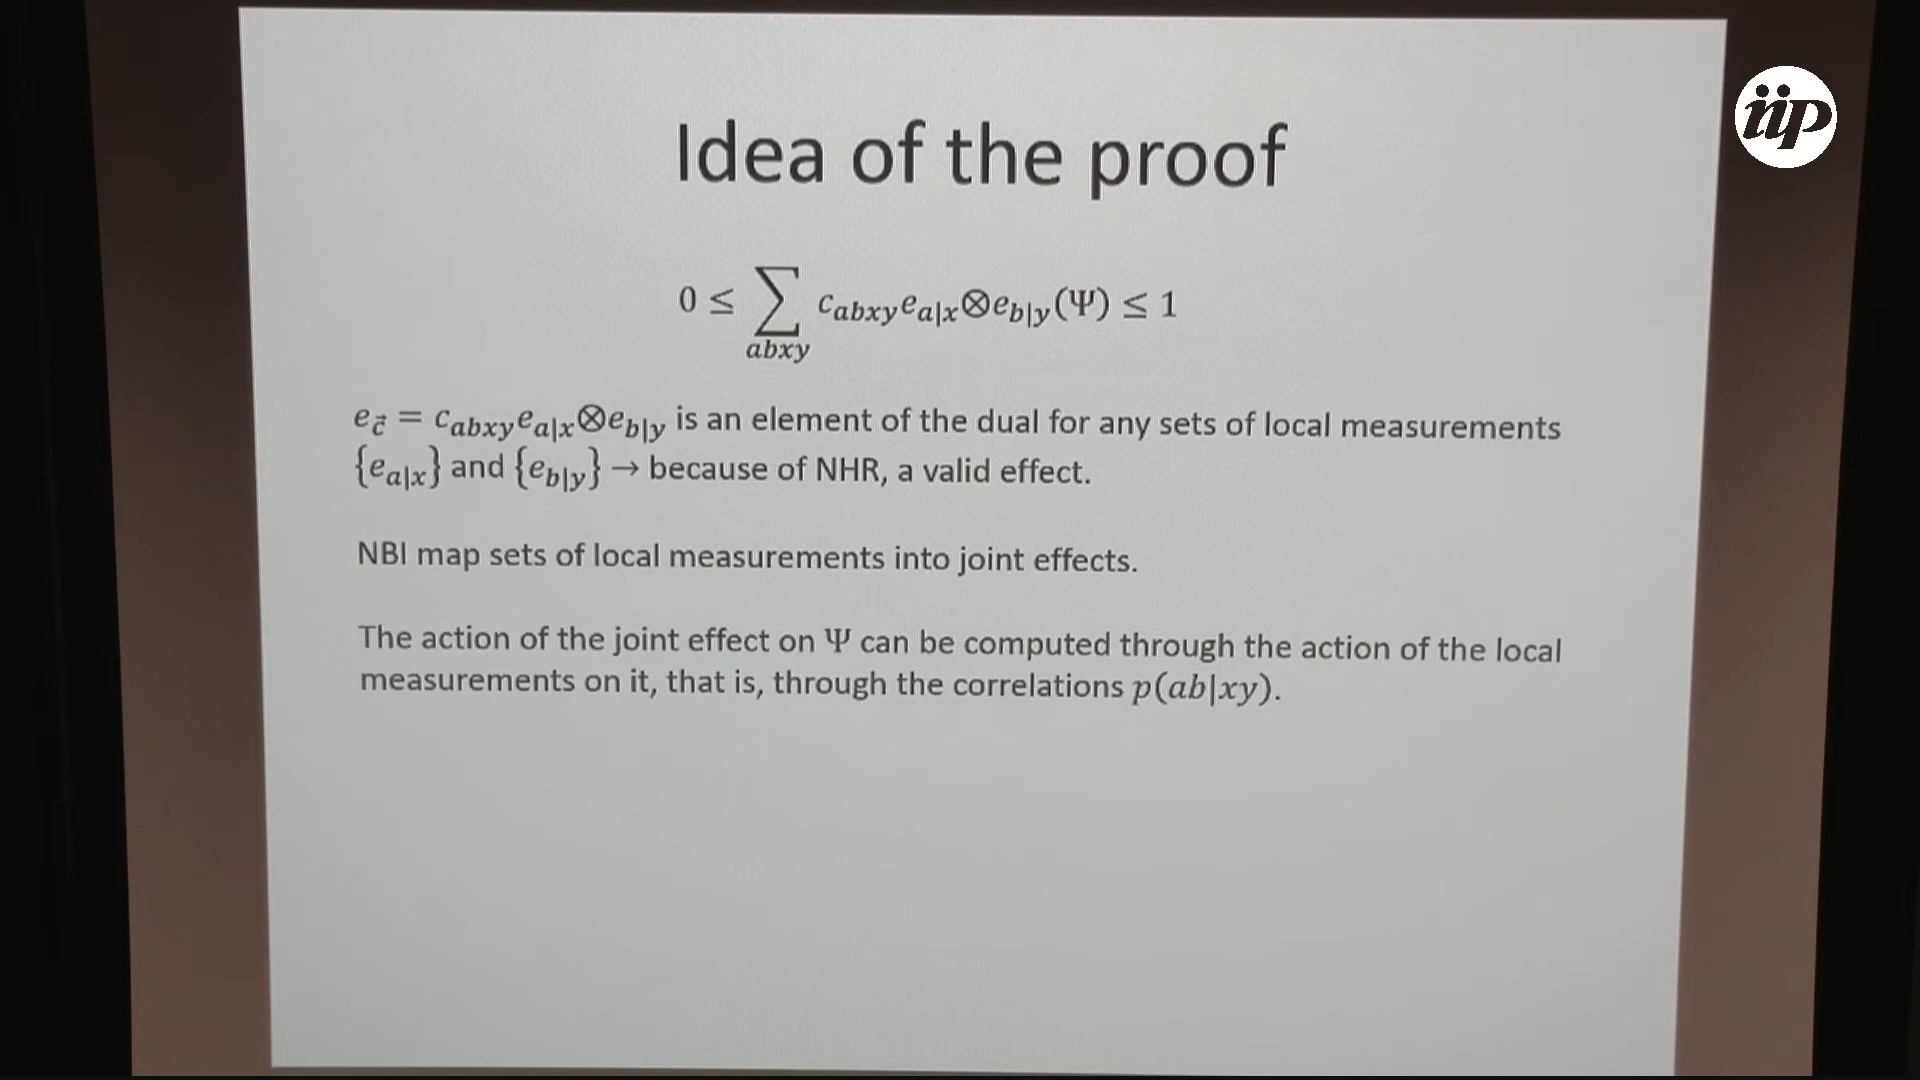 iip
Idea of the proof
0 ≤ ∑ c_{abxy} e_{a|x} ⊗ e_{b|y} (Ψ) ≤ 1
abxy
e_{\vec{c}} = c_{abxy} e_{a|x} ⊗ e_{b|y} is an element of the dual for any sets of local measurements
{e_{a|x}} and {e_{b|y}} → because of NHR, a valid effect.
NBI map sets of local measurements into joint effects.
The action of the joint effect on Ψ can be computed through the action of the local
measurements on it, that is, through the correlations p(ab|xy).